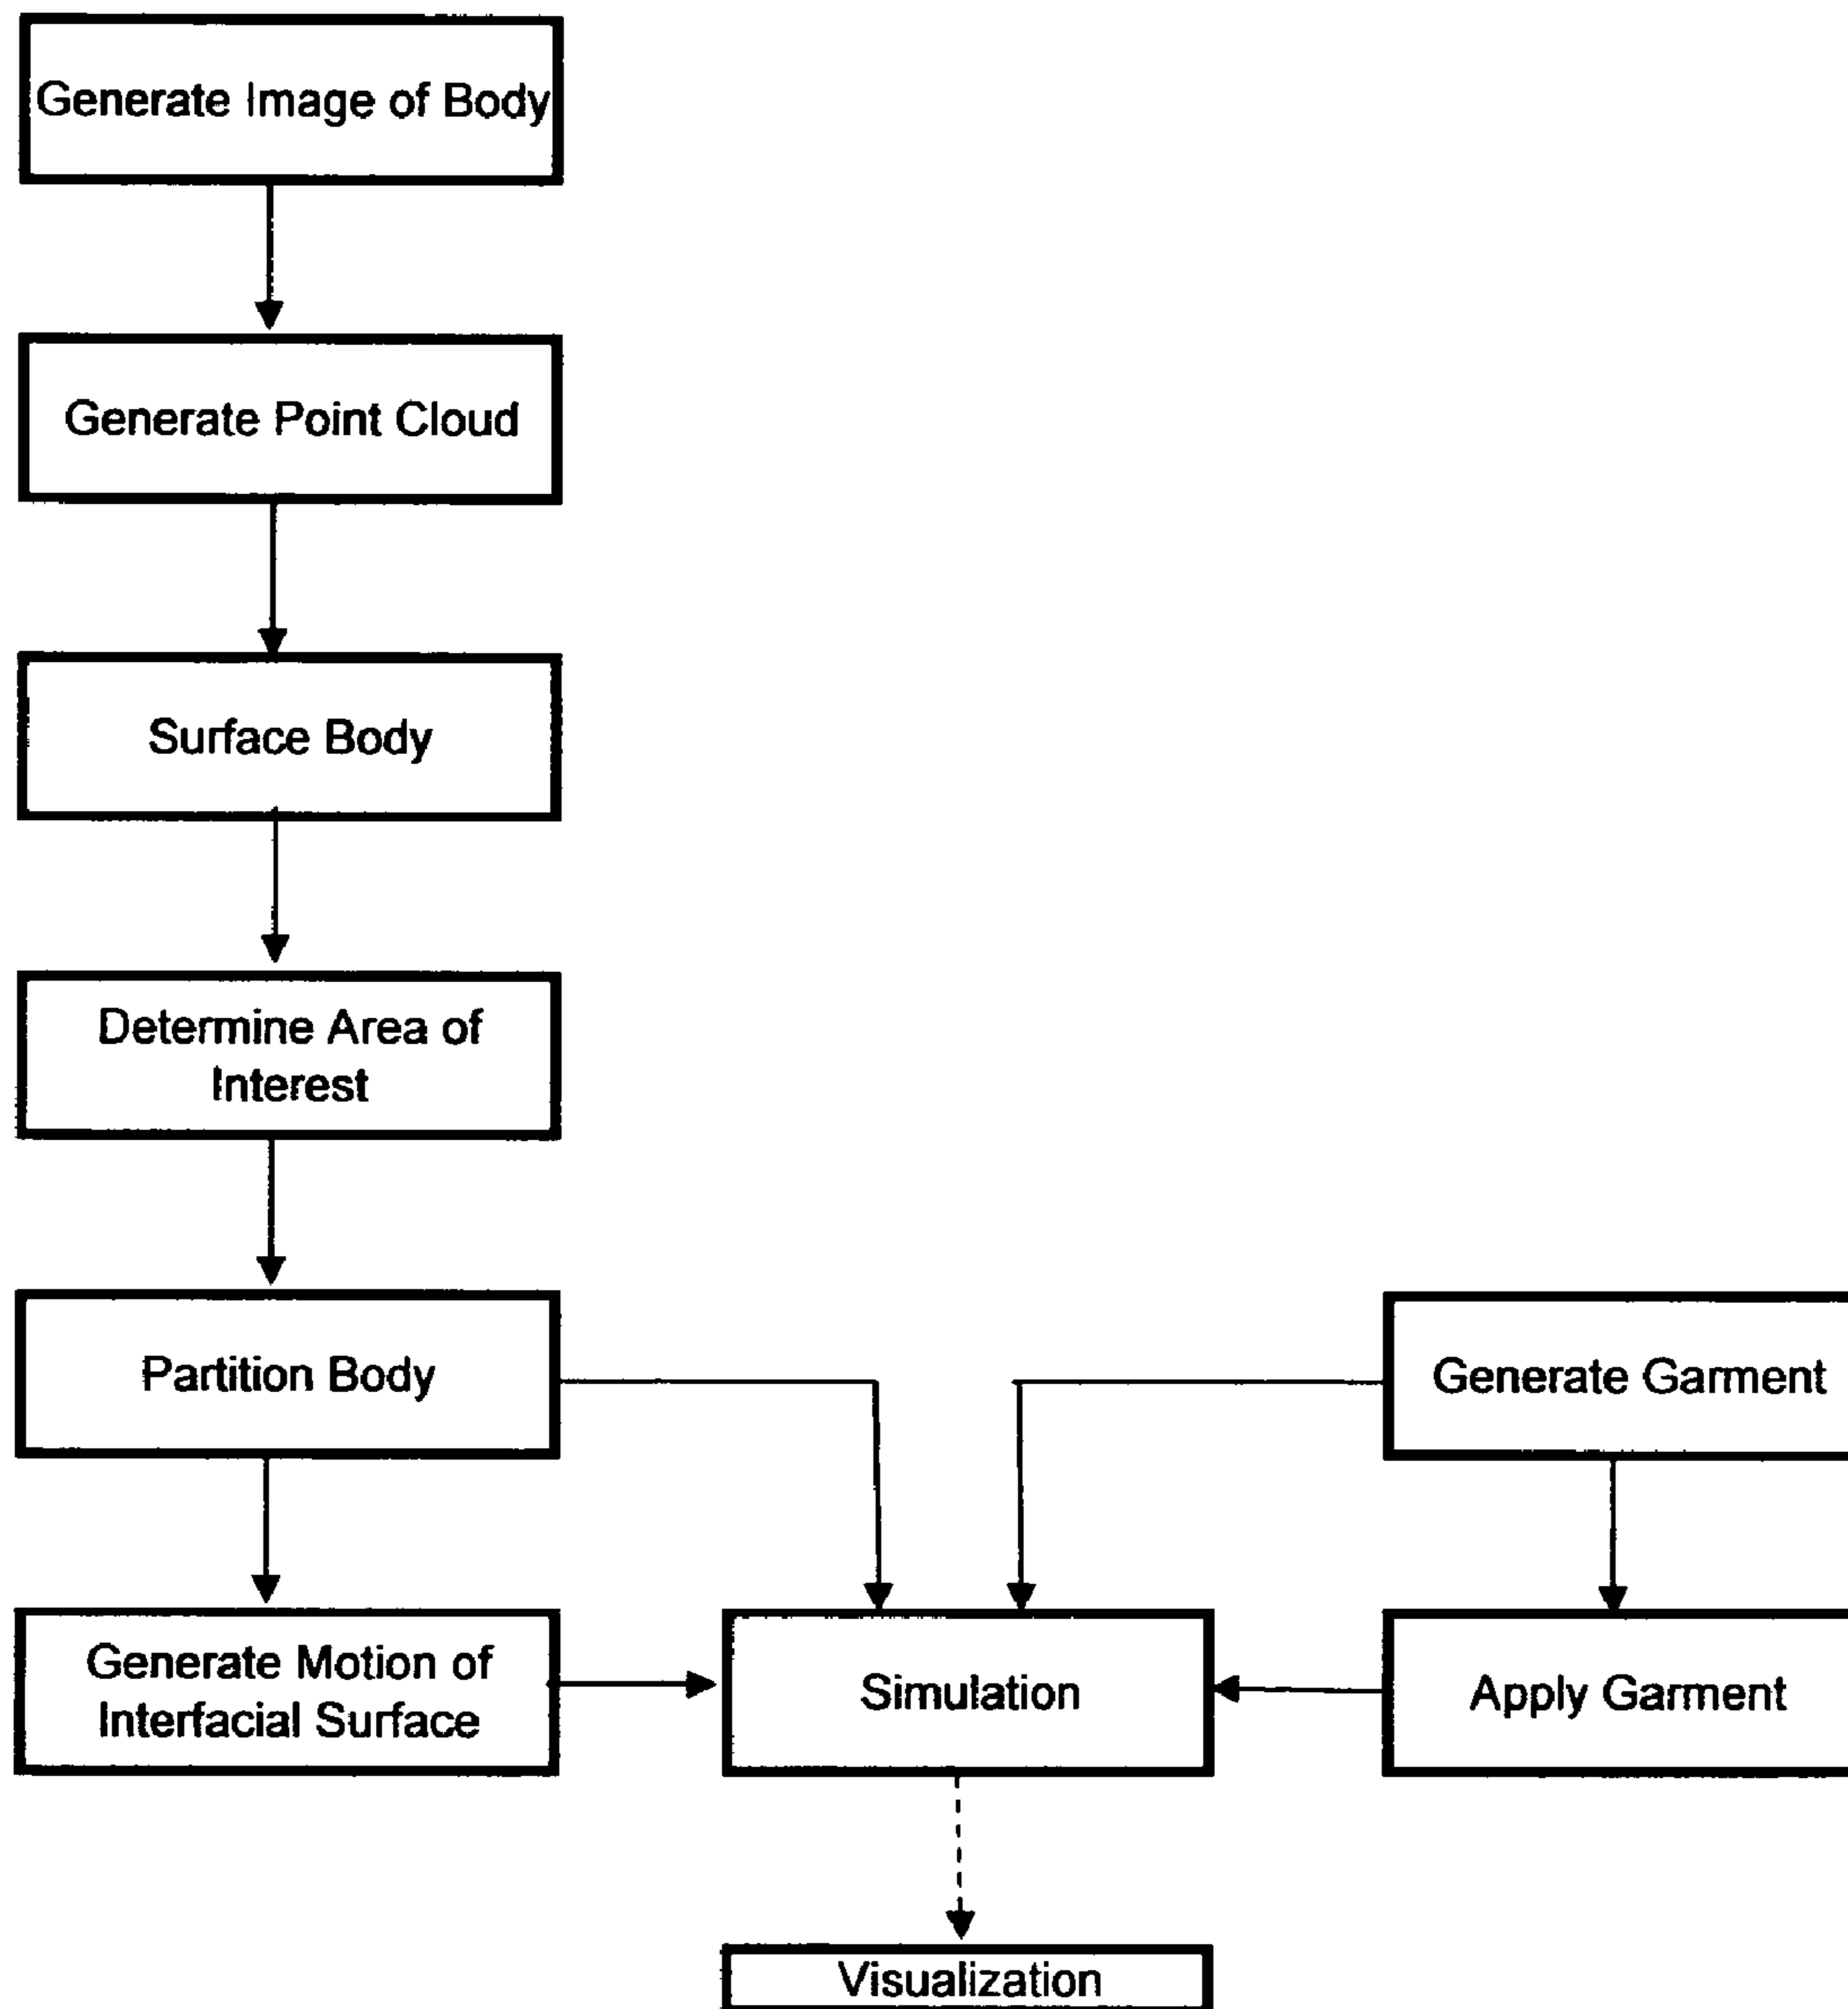 Generate Image of Body
Generate Point Cloud
Surface Body
Determine Area of
Interest
Partition Body
Generate Garment
Generate Motion of
Interfacial Surface
Simulation
Apply Garment
Visualization